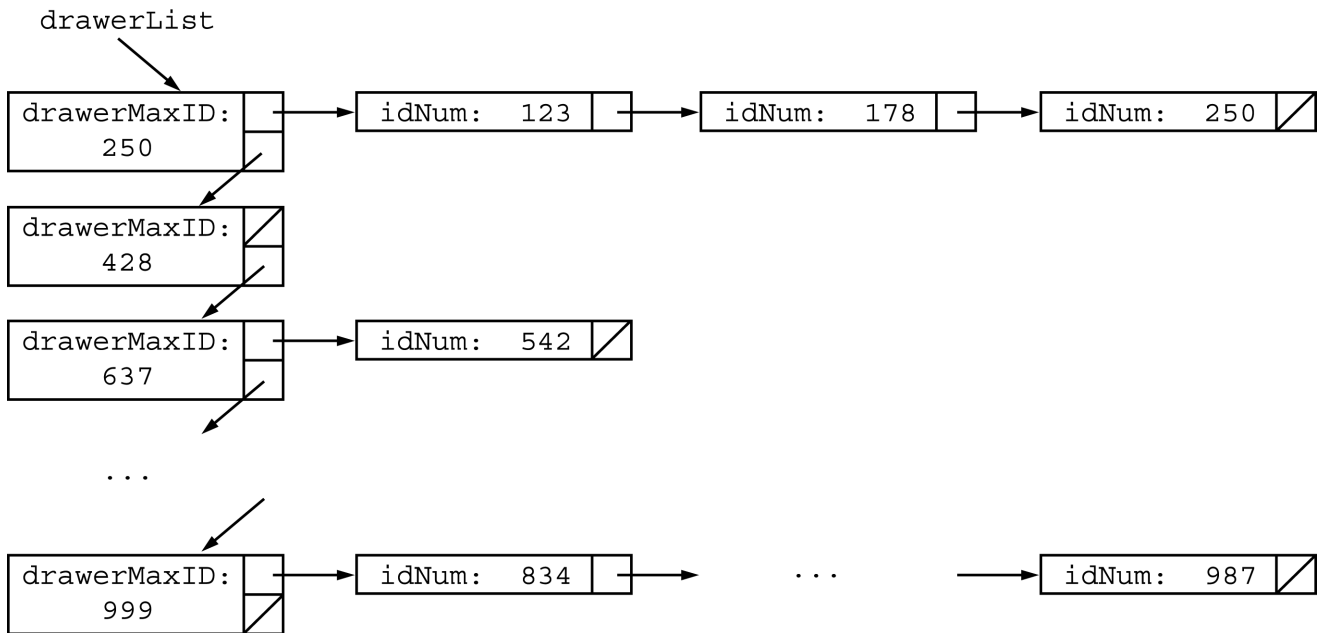 drawerList
drawerMaxID: idNum: 123 idNum: 178 idNum: 250
250
drawerMaxID:
428
drawerMaxID: idNum: 542
637
...
drawerMaxID: idNum: 834 ... idNum: 987
999